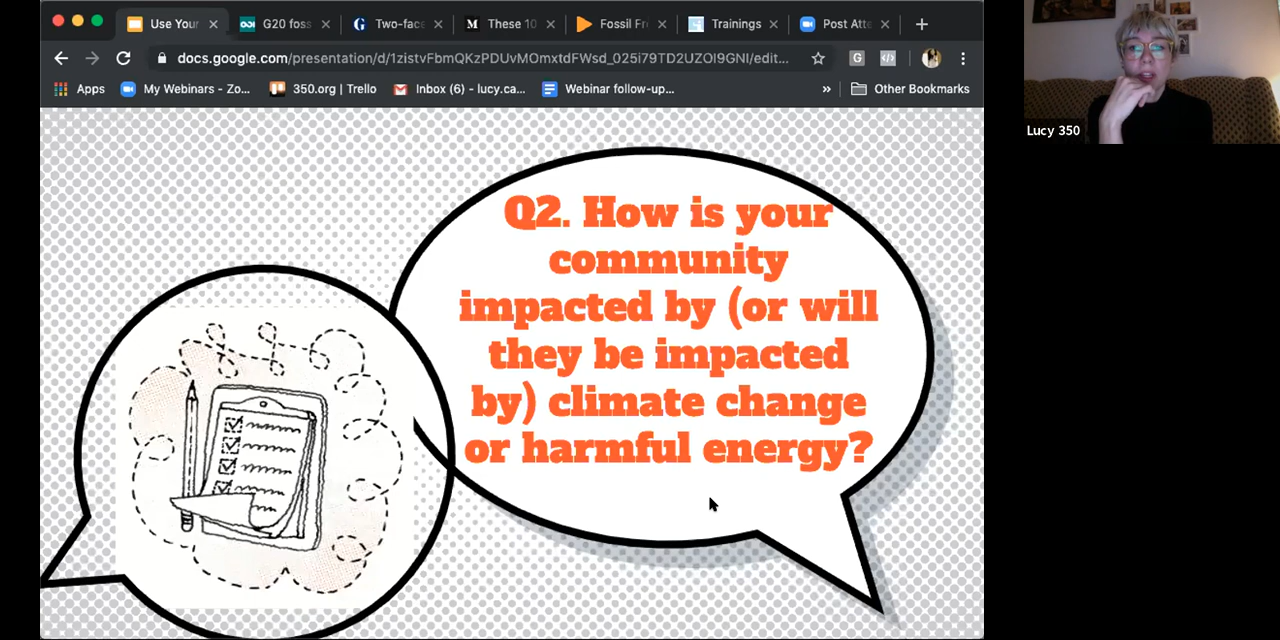 Use Your
G20 foss
Two-face
These 10
Fossil Fr
Trainings
Post Atte
docs.google.com/presentation/d/1zistvFbmQKzPDUvMOmxtdFWsd_025i79TD2UZOI9GNI/edit...
Apps
My Webinars - Zo...
350.org | Trello
Inbox (6) - lucy.ca...
Webinar follow-up...
»
Other Bookmarks
Lucy 350
Q2. How is your
community
impacted by (or will
they be impacted
by) climate change
or harmful energy?